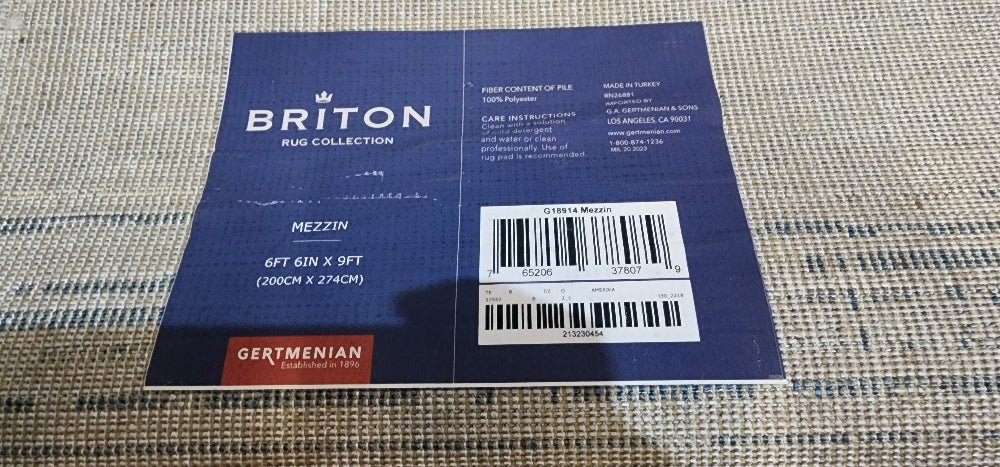 BRITON
RUG COLLECTION
MEZZIN
6FT 6IN X 9FT
(200CM X 274CM)
GERTMENIAN
Established in 1896
FIBER CONTENT OF PILE
100% Polyester
CARE INSTRUCTIONS
Clean with a solution
of mild detergent
and water or clean
professionally. Use of
rug pad is recommended.
MADE IN TURKEY
RN26881
IMPORTED BY
G.A. GERTMENIAN & SONS
LOS ANGELES, CA 90031
www.gertmenian.com
1-800-874-1236
MIL 20 2023
G18914 Mezzin
7 65206 37807 9
AMERIKA
213230454